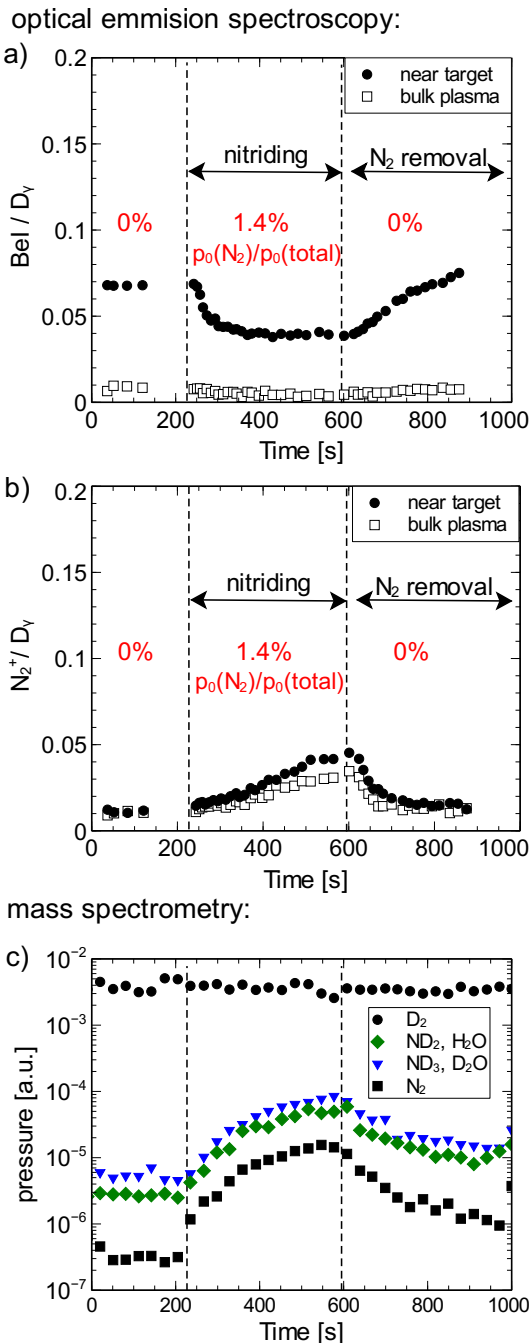 optical emmision spectroscopy:
a)
0.2
0.15
0.1
0.05
0
BeI / Dγ
near target
bulk plasma
nitriding
N₂ removal
0%
1.4%
0%
p₀(N₂)/p₀(total)
0 200 400 600 800 1000
Time [s]
b)
0.2
0.15
0.1
0.05
0
N₂⁺/ Dγ
near target
bulk plasma
nitriding
N₂ removal
0%
1.4%
0%
p₀(N₂)/p₀(total)
0 200 400 600 800 1000
Time [s]
mass spectrometry:
c)
10⁻²
10⁻³
10⁻⁴
10⁻⁵
10⁻⁶
10⁻⁷
pressure [a.u.]
D₂
ND₂, H₂O
ND₃, D₂O
N₂
0 200 400 600 800 1000
Time [s]